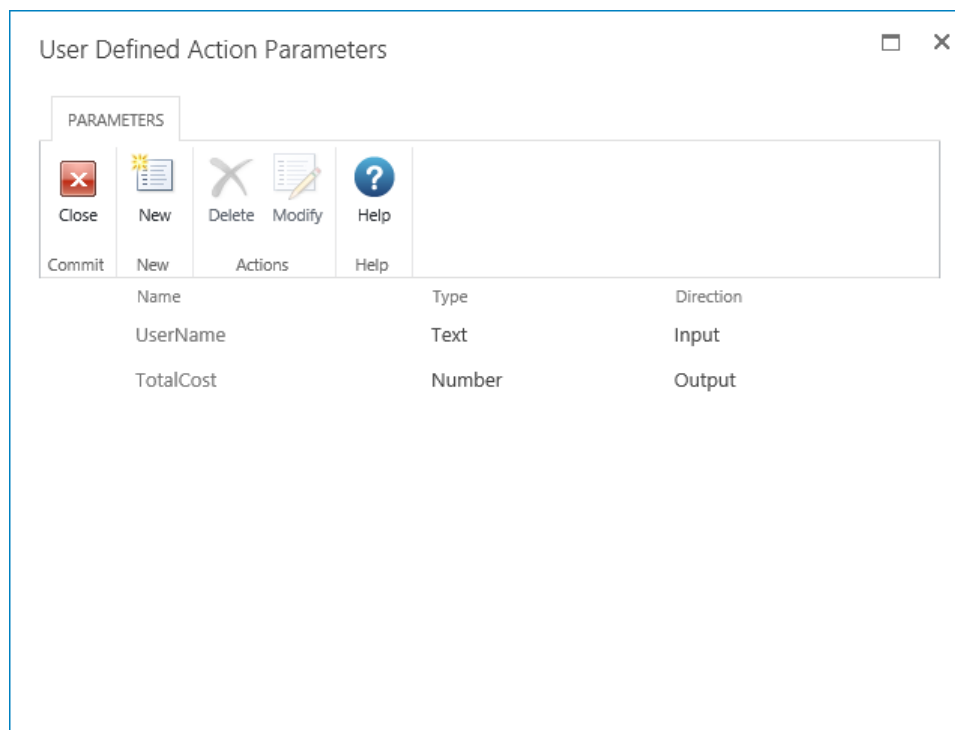 User Defined Action Parameters
PARAMETERS
Close New Delete Modify Help
Commit New Actions Help
Name Type Direction
UserName Text Input
TotalCost Number Output